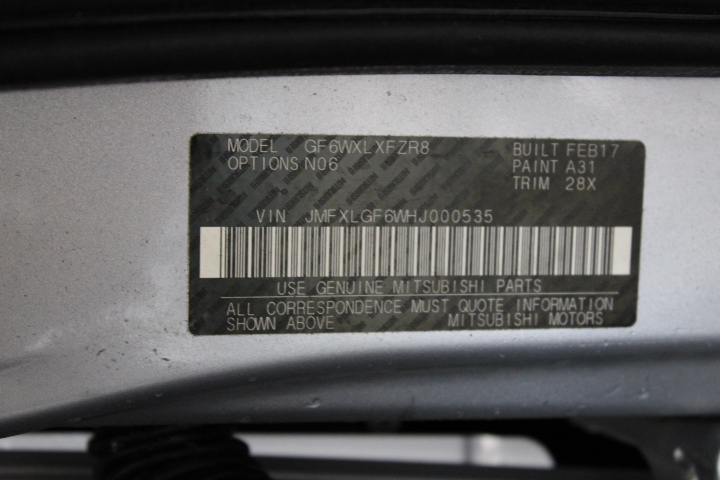 MODEL GF6WXLXFZR8 BUILT FEB17
OPTIONS N06 PAINT A31
TRIM 28X
VIN JMFXLGF6WHJ000535
USE GENUINE MITSUBISHI PARTS
ALL CORRESPONDENCE MUST QUOTE INFORMATION
SHOWN ABOVE MITSUBISHI MOTORS